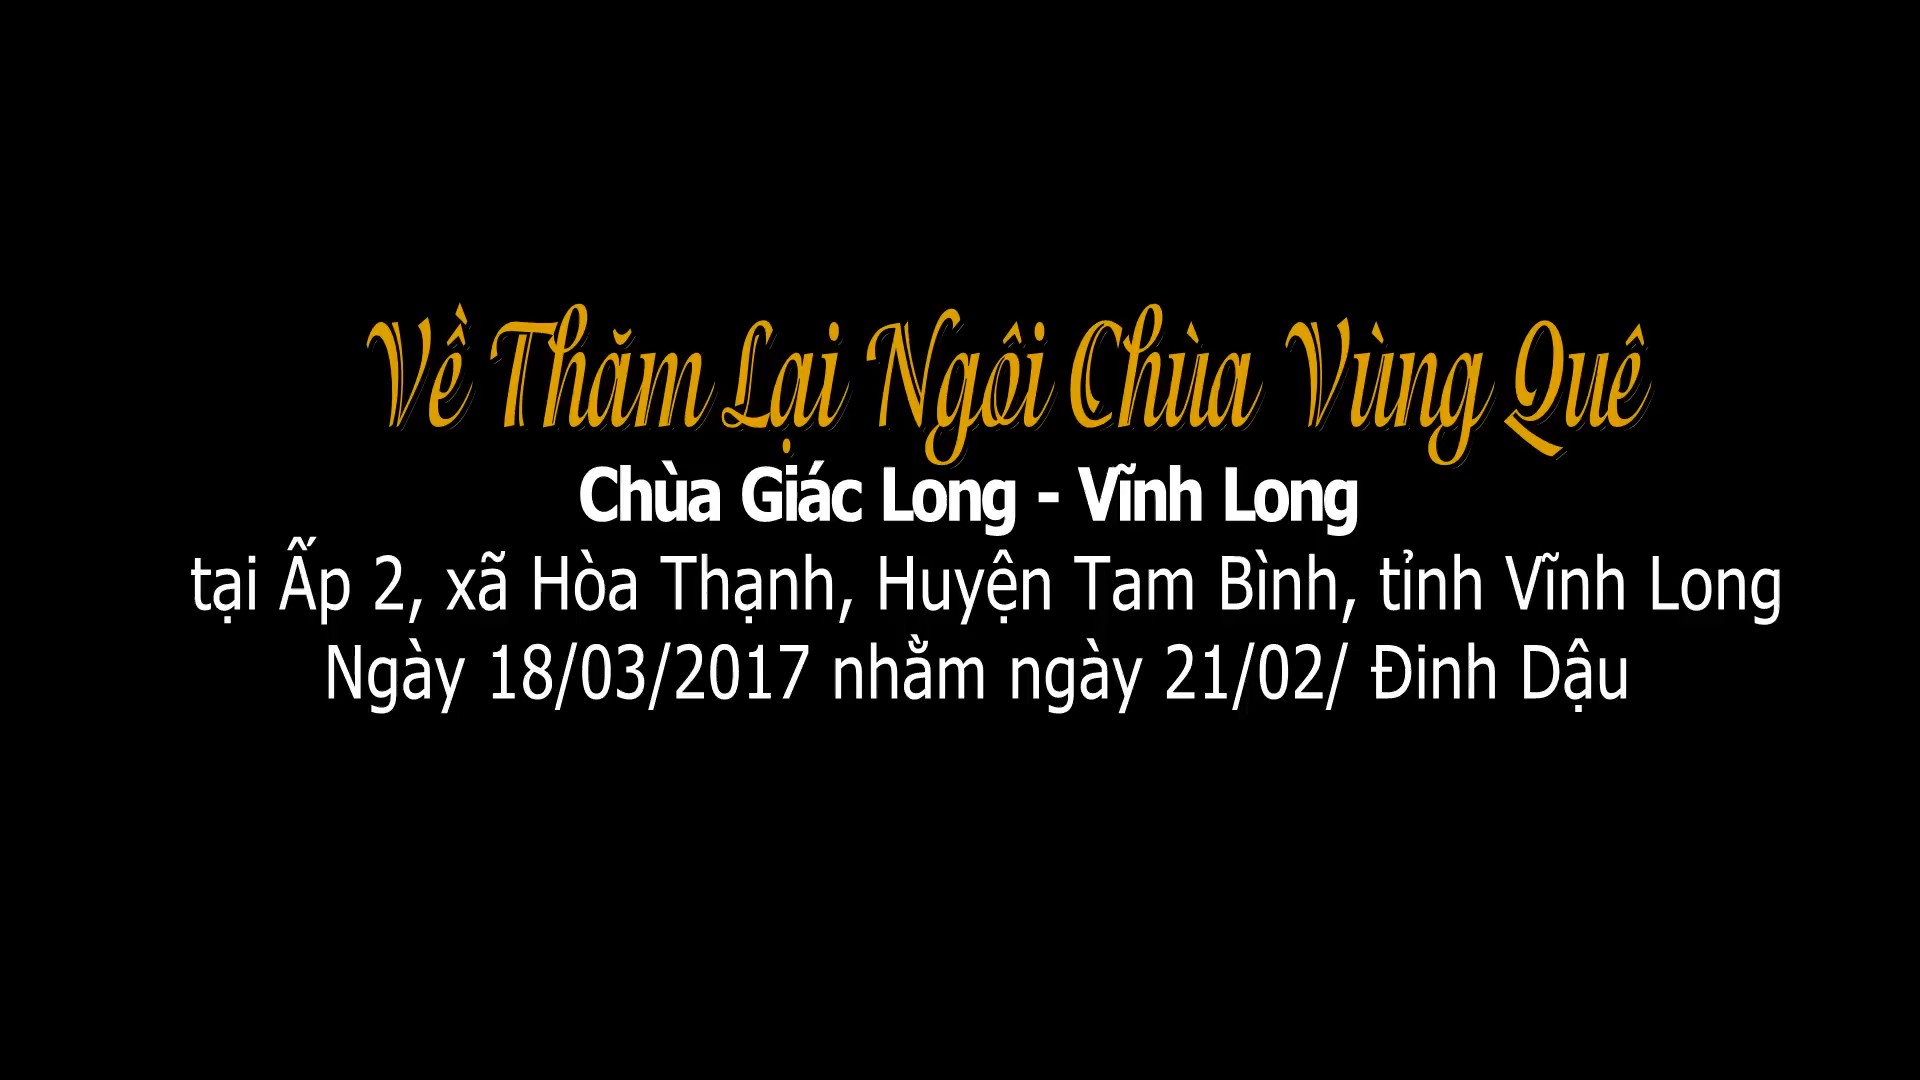 Về Thăm Lại Ngôi Chùa Vùng Quê
Chùa Giác Long - Vĩnh Long
tại Ấp 2, xã Hòa Thạnh, Huyện Tam Bình, tỉnh Vĩnh Long
Ngày 18/03/2017 nhằm ngày 21/02/ Đinh Dậu